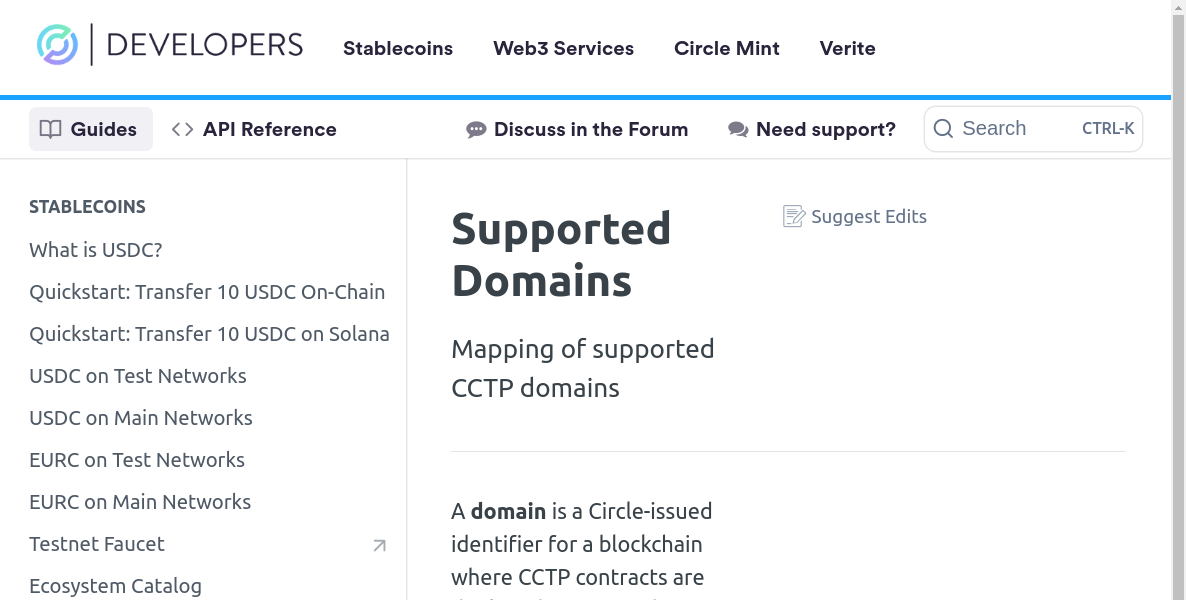 DEVELOPERS
Stablecoins
Web3 Services
Circle Mint
Verite
Guides
API Reference
Discuss in the Forum
Need support?
Search
CTRL-K
STABLECOINS
What is USDC?
Quickstart: Transfer 10 USDC On-Chain
Quickstart: Transfer 10 USDC on Solana
USDC on Test Networks
USDC on Main Networks
EURC on Test Networks
EURC on Main Networks
Testnet Faucet
Ecosystem Catalog
Supported
Domains
Suggest Edits
Mapping of supported
CCTP domains
A domain is a Circle-issued
identifier for a blockchain
where CCTP contracts are